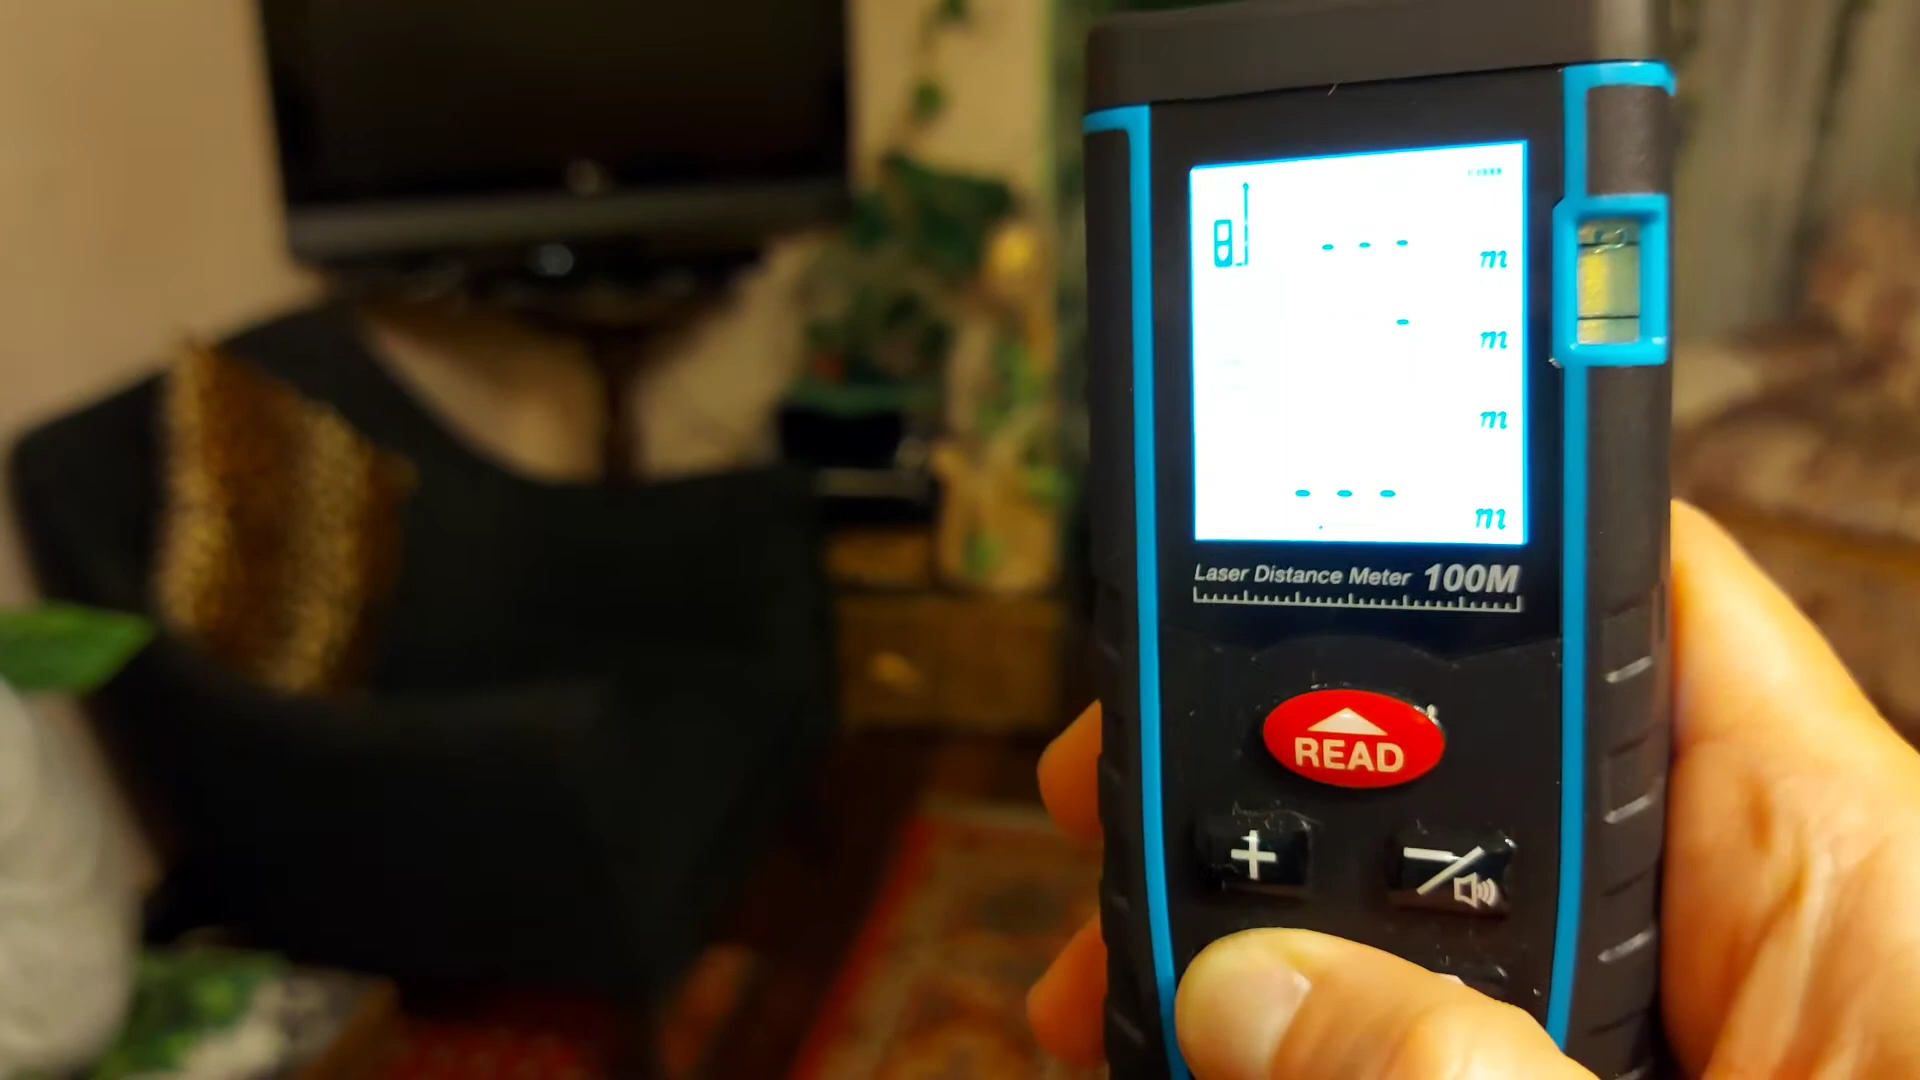 - - - m
- m
m
- - - m
Laser Distance Meter 100M
READ